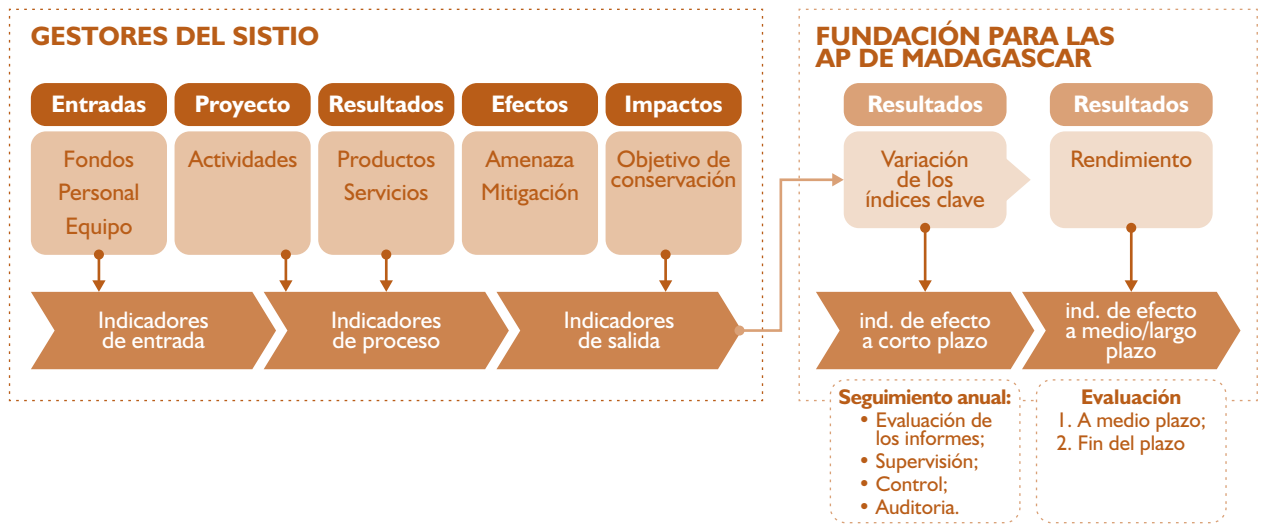 GESTORES DEL SISTIO
Entradas
Proyecto
Resultados
Efectos
Impactos
Fondos
Personal
Equipo
Actividades
Productos
Servicios
Amenaza
Mitigación
Objetivo de
conservación
Indicadores
de entrada
Indicadores
de proceso
Indicadores
de salida
FUNDACIÓN PARA LAS
AP DE MADAGASCAR
Resultados
Resultados
Variación
de los
índices clave
Rendimiento
ind. de efecto
a corto plazo
ind. de efecto
a medio/largo
plazo
Seguimiento anual:
• Evaluación de
los informes;
• Supervisión;
• Control;
• Auditoria.
Evaluación
1. A medio plazo;
2. Fin del plazo